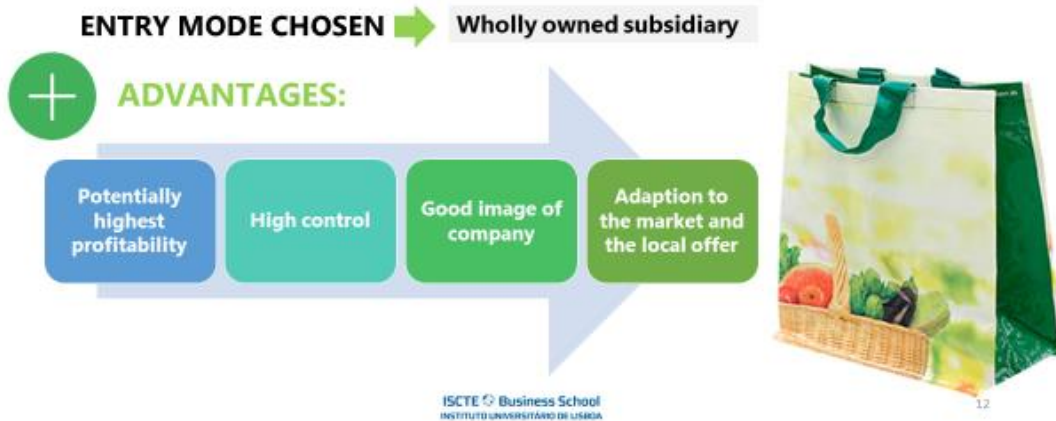 ENTRY MODE CHOSEN
Wholly owned subsidiary
ADVANTAGES:
Potentially
highest
profitability
High control
Good image of
company
Adaption to
the market and
the local offer
ISCTE Business School
INSTITUTO UNIVERSITÁRIO DE LISBOA
12